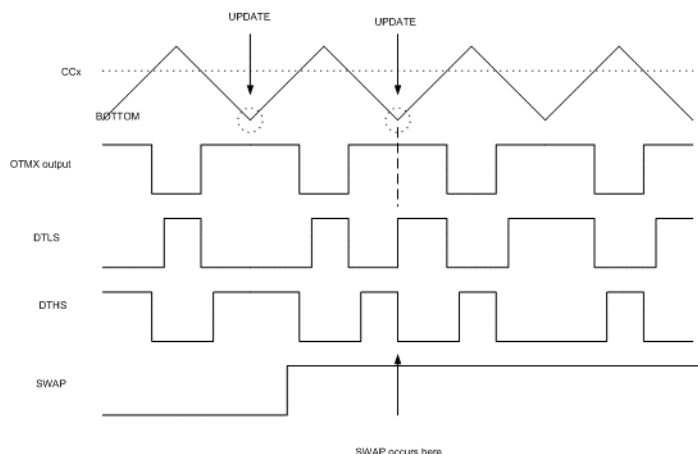 UPDATE
UPDATE
CCx
BOTTOM
OTMX output
DTLS
DTHS
SWAP
SWAP occurs here